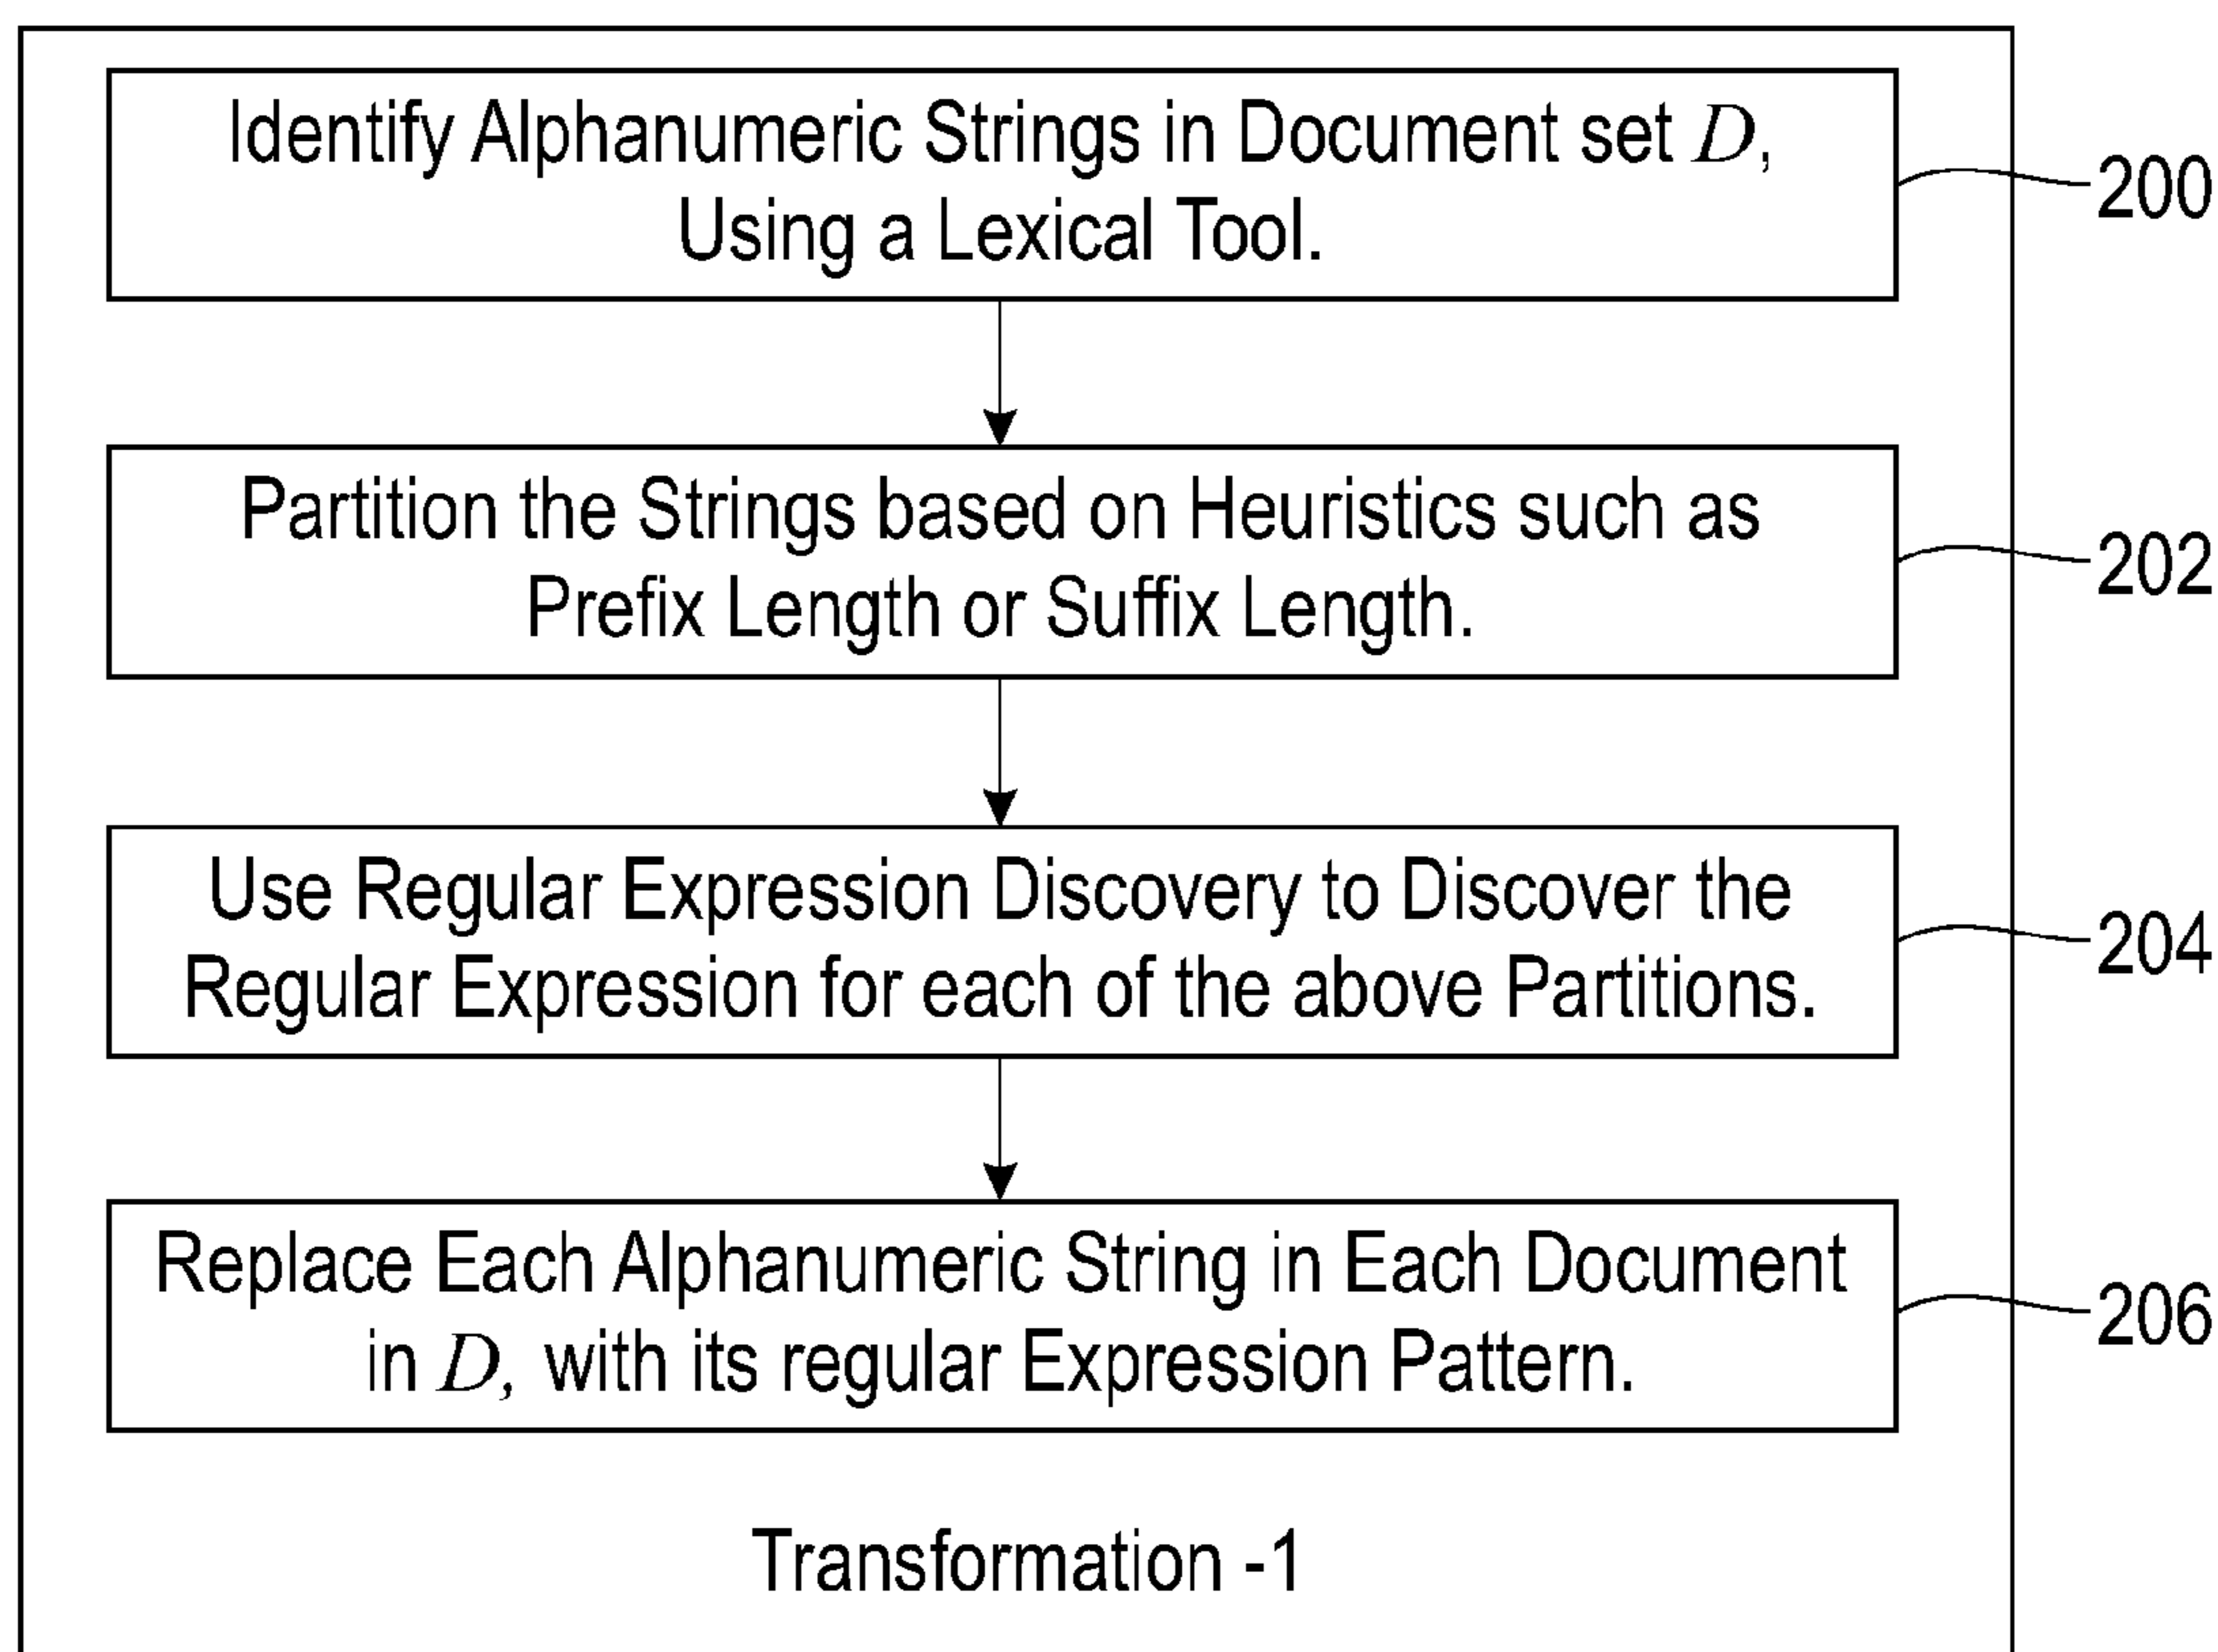 Identify Alphanumeric Strings in Document set D,
Using a Lexical Tool.
200
Partition the Strings based on Heuristics such as
Prefix Length or Suffix Length.
202
Use Regular Expression Discovery to Discover the
Regular Expression for each of the above Partitions.
204
Replace Each Alphanumeric String in Each Document
in D, with its regular Expression Pattern.
206
Transformation -1